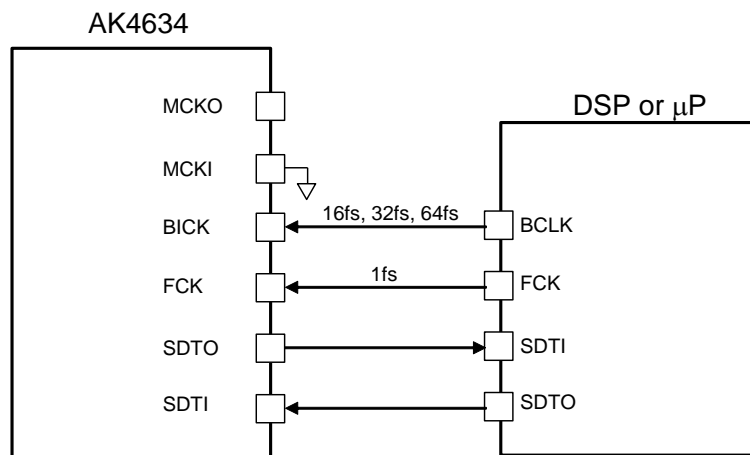 AK4634
DSP or μP
MCKO
MCKI
BICK
16fs, 32fs, 64fs
BCLK
FCK
1fs
FCK
SDTO
SDTI
SDTI
SDTO